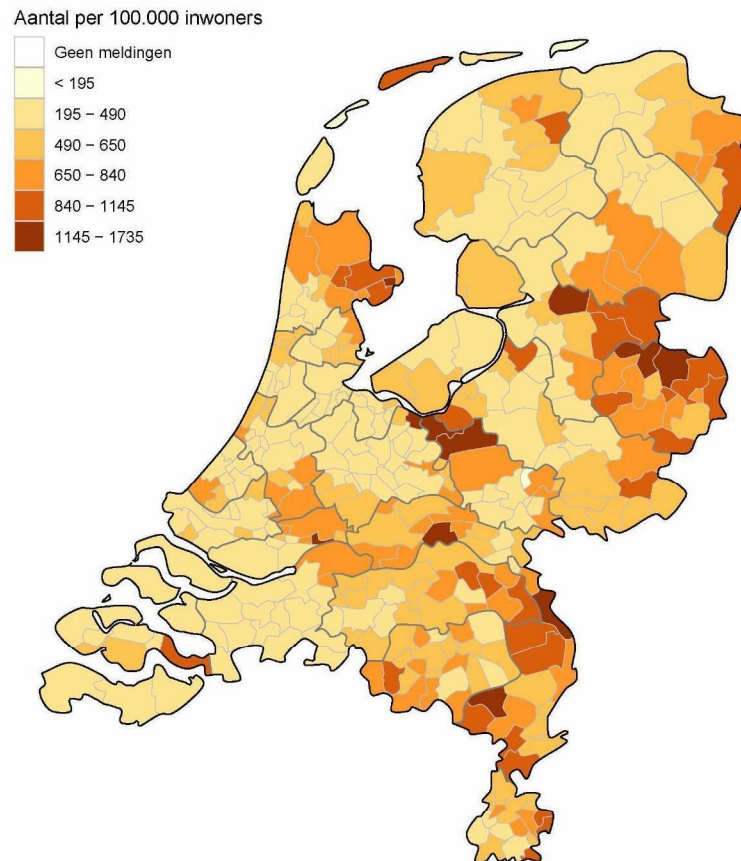 Aantal per 100.000 inwoners
Geen meldingen
< 195
195 – 490
490 – 650
650 – 840
840 – 1145
1145 – 1735